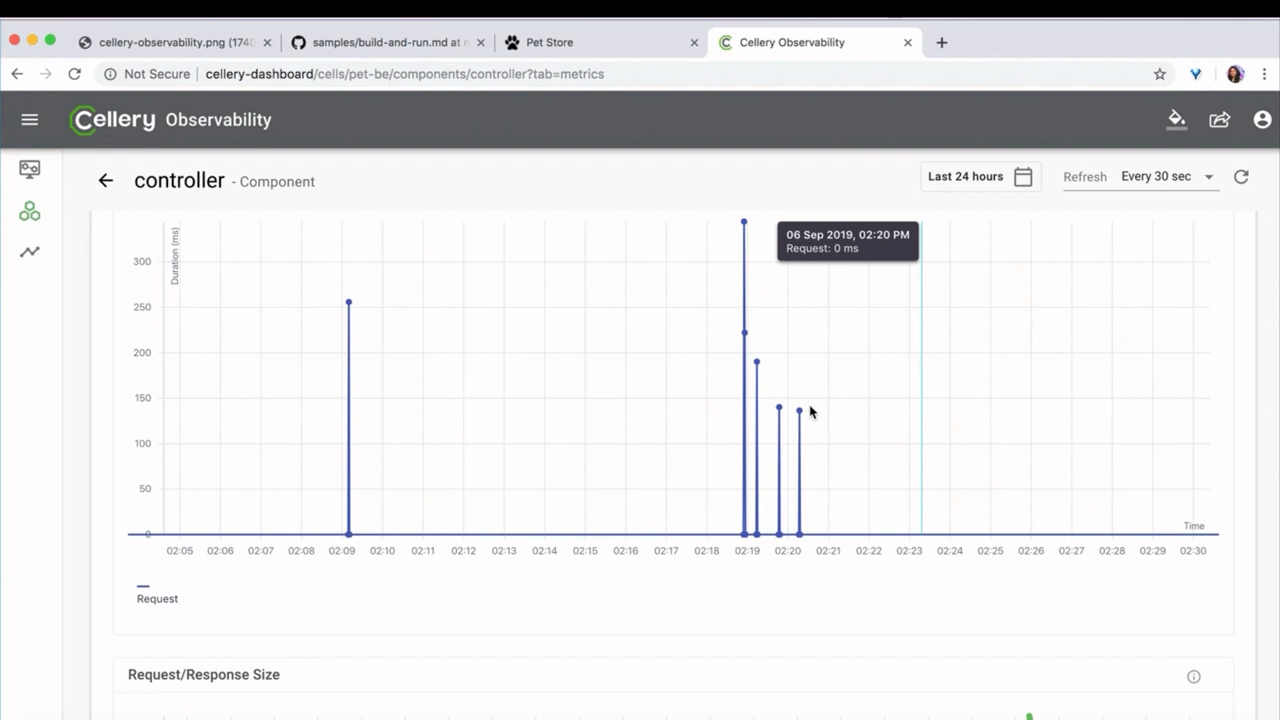 cellery-observability.png (1740
samples/build-and-run.md at m
Pet Store
Cellery Observability
Not Secure | cellery-dashboard/cells/pet-be/components/controller?tab=metrics
Cellery Observability
controller - Component
Last 24 hours
Refresh
Every 30 sec
Duration (ms)
06 Sep 2019, 02:20 PM
Request: 0 ms
300
250
200
150
100
50
0
Time
02:05 02:06 02:07 02:08 02:09 02:10 02:11 02:12 02:13 02:14 02:15 02:16 02:17 02:18 02:19 02:20 02:21 02:22 02:23 02:24 02:25 02:26 02:27 02:28 02:29 02:30
Request
Request/Response Size